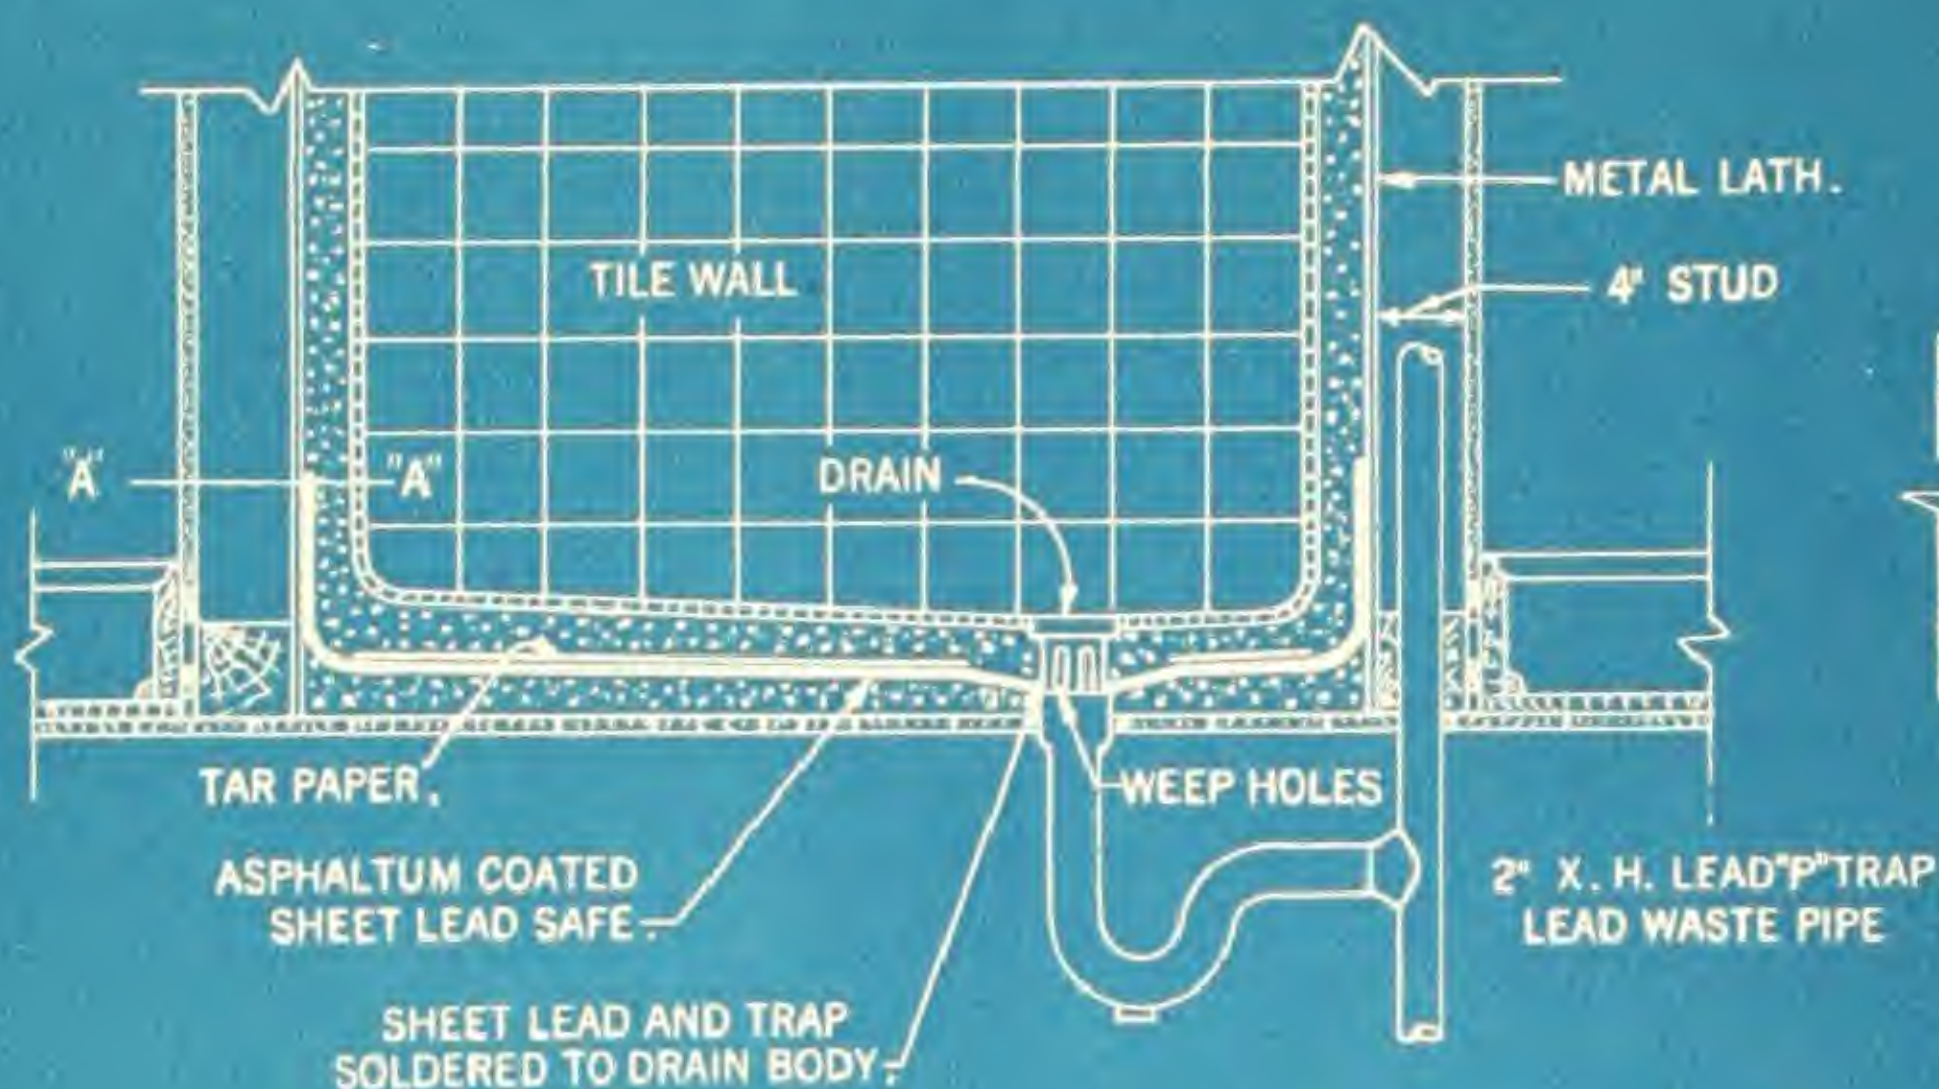 METAL LATH.
4" STUD
TILE WALL
"A"
"A"
DRAIN
TAR PAPER.
WEEP HOLES
ASPHALTUM COATED
SHEET LEAD SAFE.
2" X. H. LEAD "P" TRAP
LEAD WASTE PIPE
SHEET LEAD AND TRAP
SOLDERED TO DRAIN BODY.